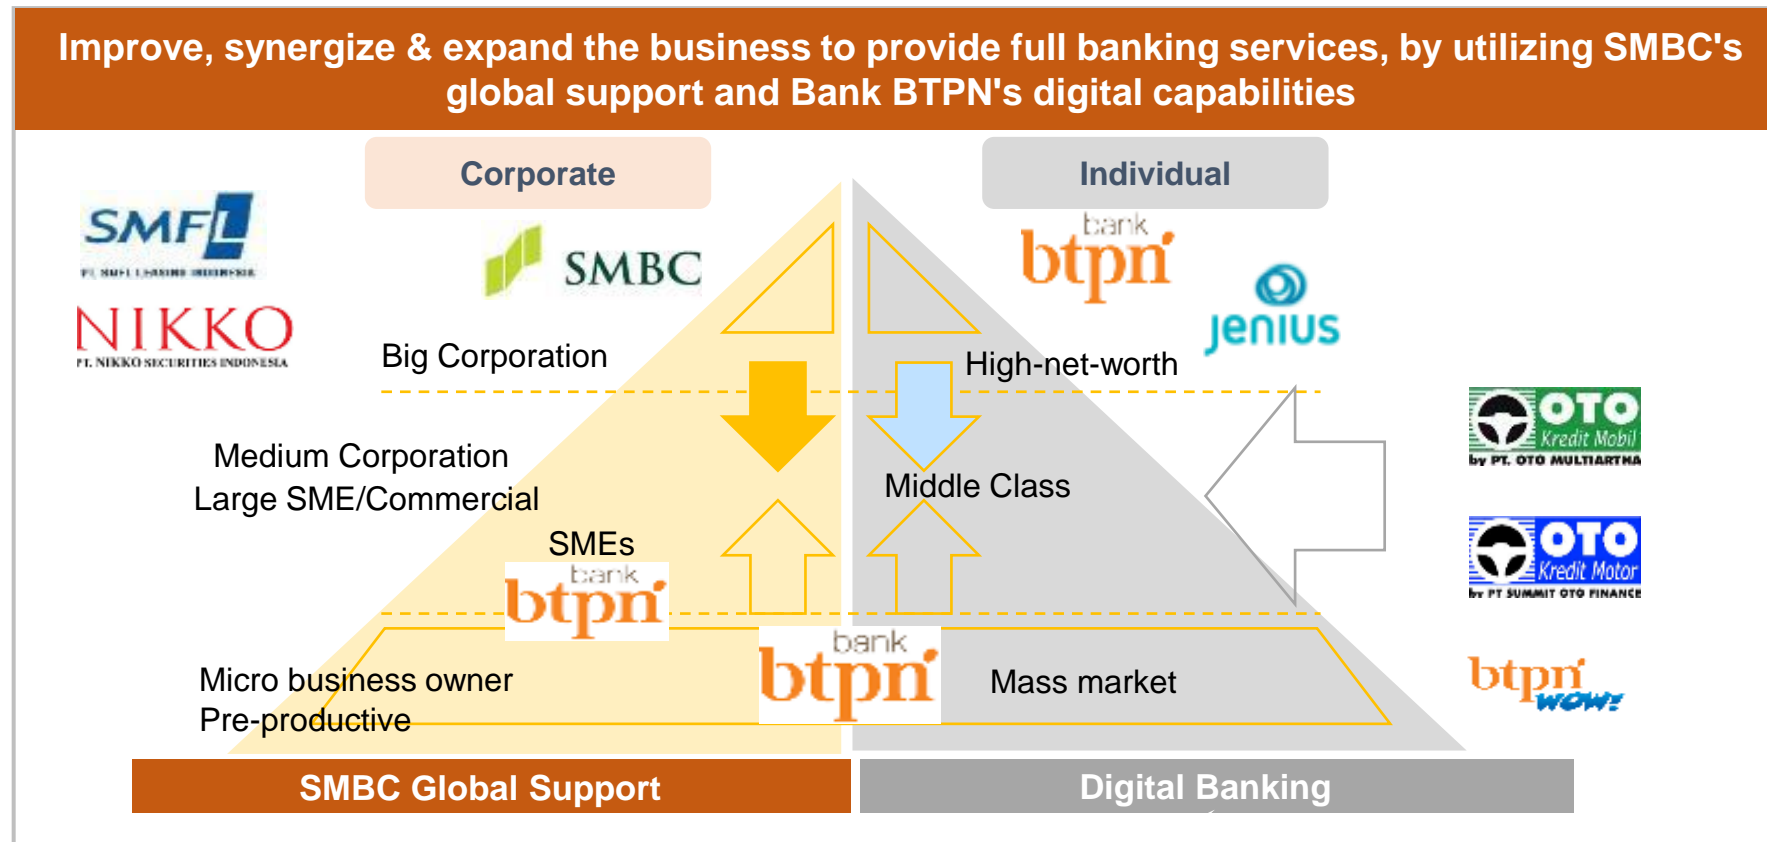 Improve, synergize & expand the business to provide full banking services, by utilizing SMBC's
global support and Bank BTPN's digital capabilities
Corporate
Individual
SMFL
PT. SMFL LEASING INDONESIA
SMBC
bank
btpn
jenius
NIKKO
PT. NIKKO SECURITIES INDONESIA
Big Corporation
High-net-worth
OTO
Kredit Mobil
by PT. OTO MULTIARTHA
Medium Corporation
Large SME/Commercial
Middle Class
SMEs
bank
btpn
OTO
Kredit Motor
by PT SUMMIT OTO FINANCE
Micro business owner
Pre-productive
bank
btpn
Mass market
btpn
wow!
SMBC Global Support
Digital Banking